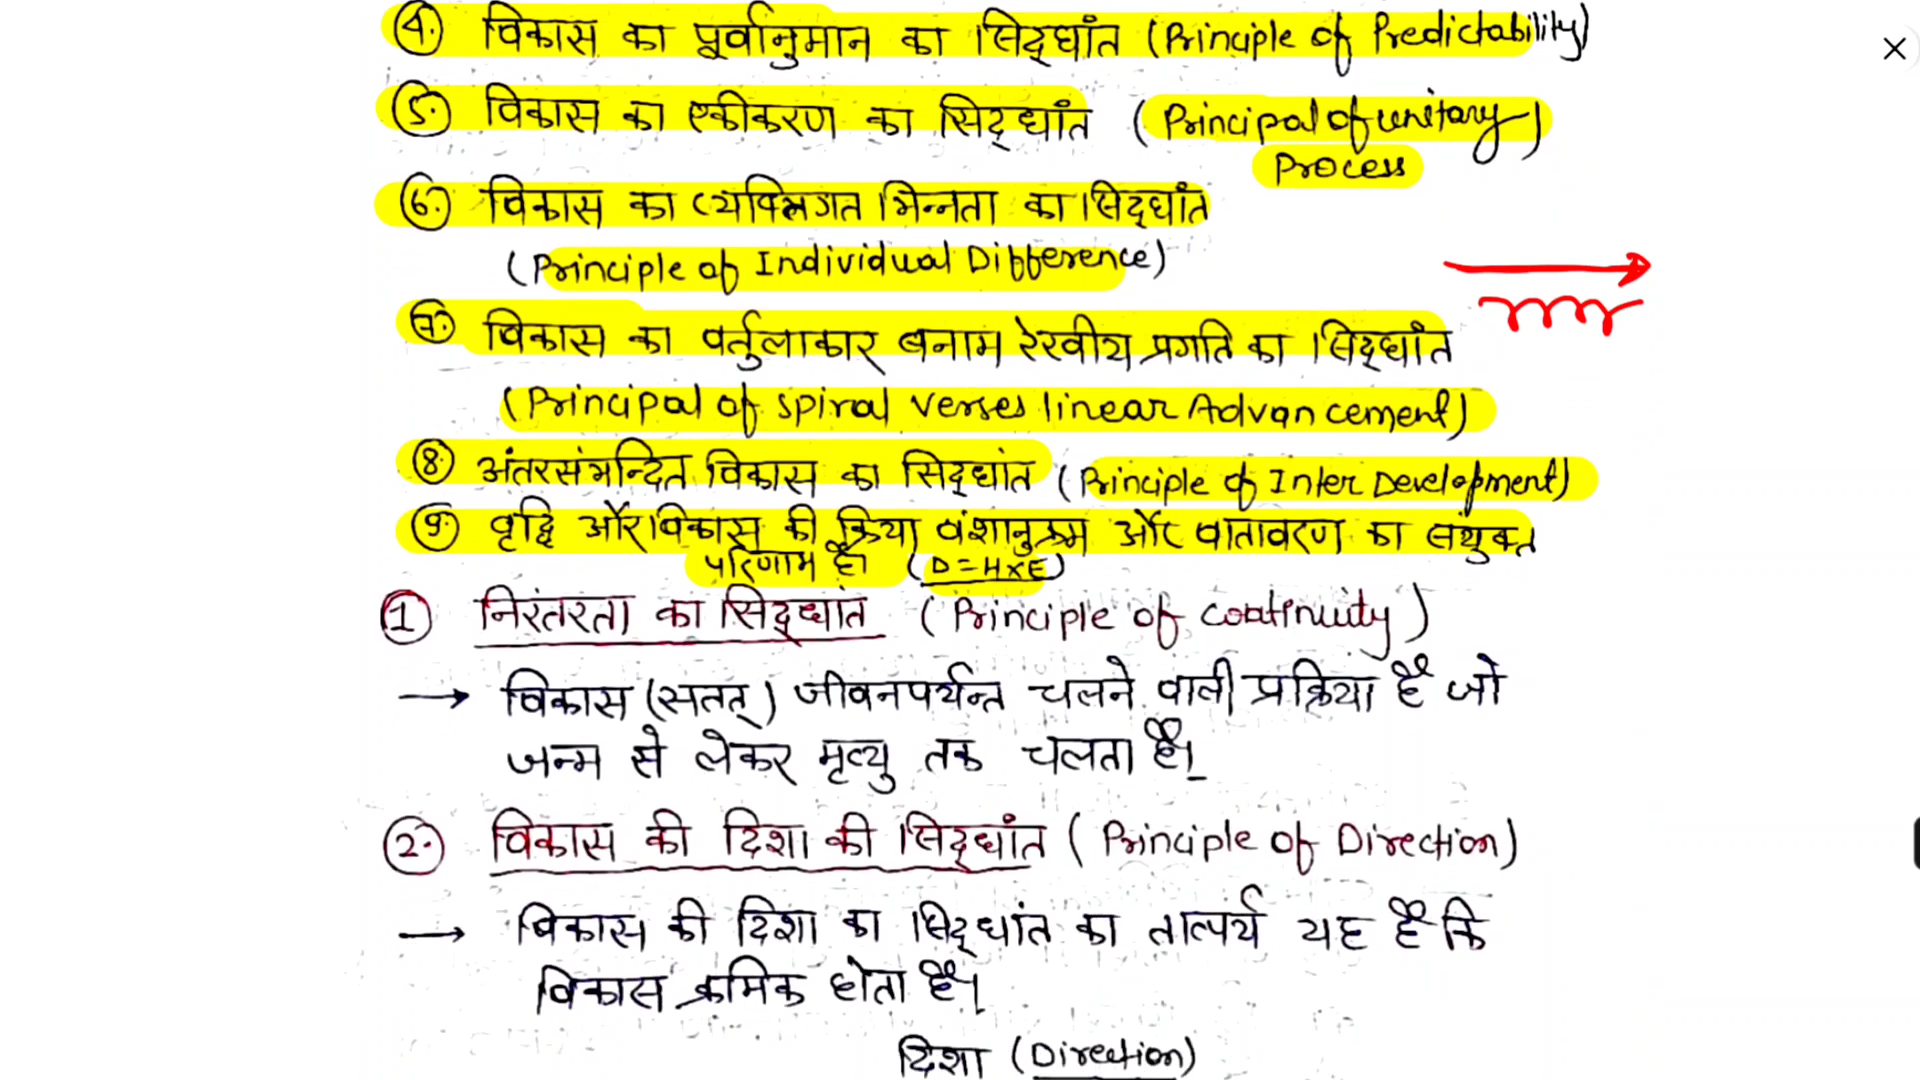 ④. विकास का पूर्वानुमान का सिद्धांत (Principle of Predictability)
⑤. विकास का एकीकरण का सिद्धांत (Principal of unitary)
Process
⑥. विकास का व्यक्तिगत भिन्नता का सिद्धांत
(Principle of Individual Difference)
⑦. विकास का वर्तुलाकार बनाम रेखीय प्रगति का सिद्धांत
(Principal of spiral verses linear Advancement)
⑧. अंतरसंबन्दित विकास का सिद्धांत (Principle of Inter Development)
⑨. वृद्धि और विकास की क्रिया वंशानुक्रम और वातावरण का संयुक्त
परिणाम है। (D=H×E)
① निरंतरता का सिद्धांत (Principle of continuity)
→ विकास (सतत्) जीवनपर्यन्त चलने वाली प्रक्रिया है जो
जन्म से लेकर मृत्यु तक चलता है।
②. विकास की दिशा की सिद्धांत (Principle of Direction)
→ विकास की दिशा का सिद्धांत का तात्पर्य यह है कि
विकास क्रमिक होता है।
दिशा (Direction)